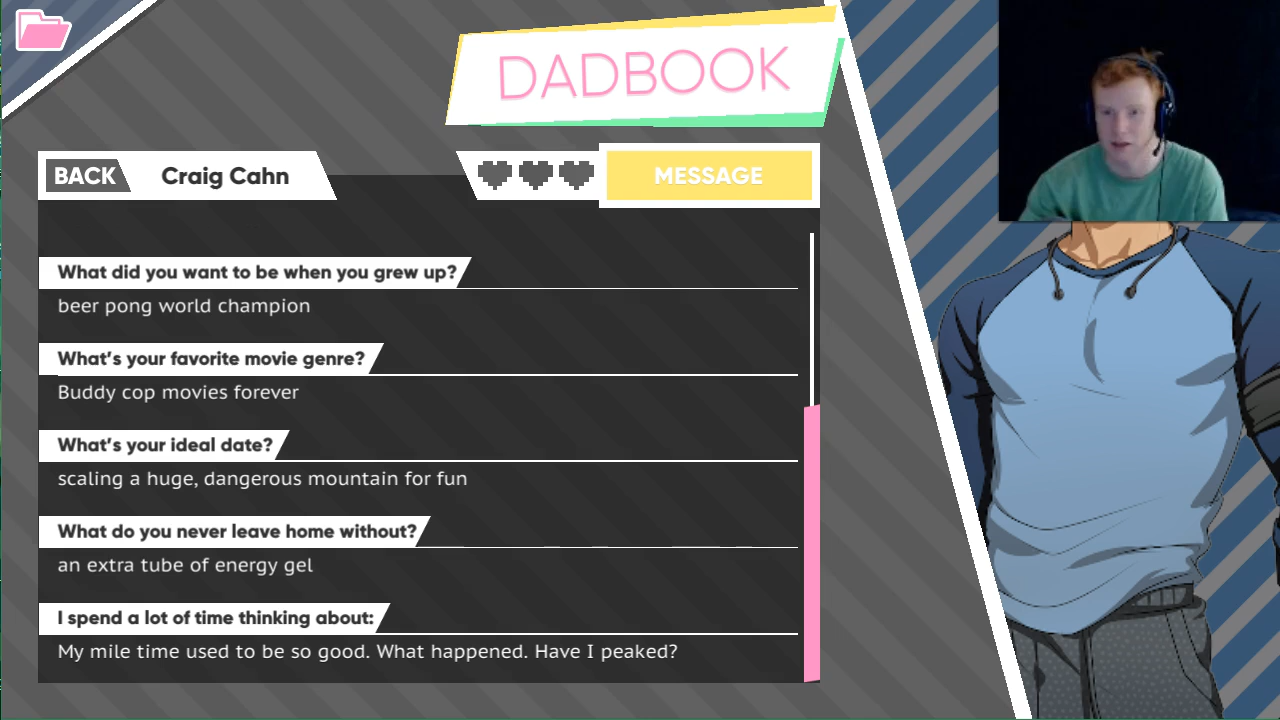 DADBOOK
BACK Craig Cahn MESSAGE
What did you want to be when you grew up?
beer pong world champion
What's your favorite movie genre?
Buddy cop movies forever
What's your ideal date?
scaling a huge, dangerous mountain for fun
What do you never leave home without?
an extra tube of energy gel
I spend a lot of time thinking about:
My mile time used to be so good. What happened. Have I peaked?